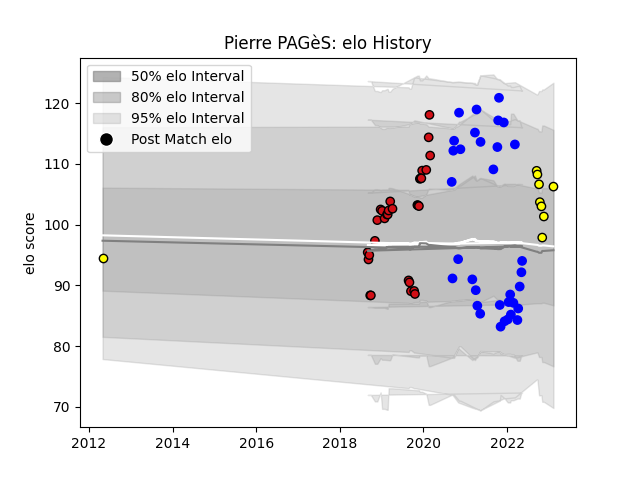 Pierre PAGèS: elo History
50% elo Interval
80% elo Interval
95% elo Interval
Post Match elo
elo score
120
110
100
90
80
70
2012
2014
2016
2018
2020
2022